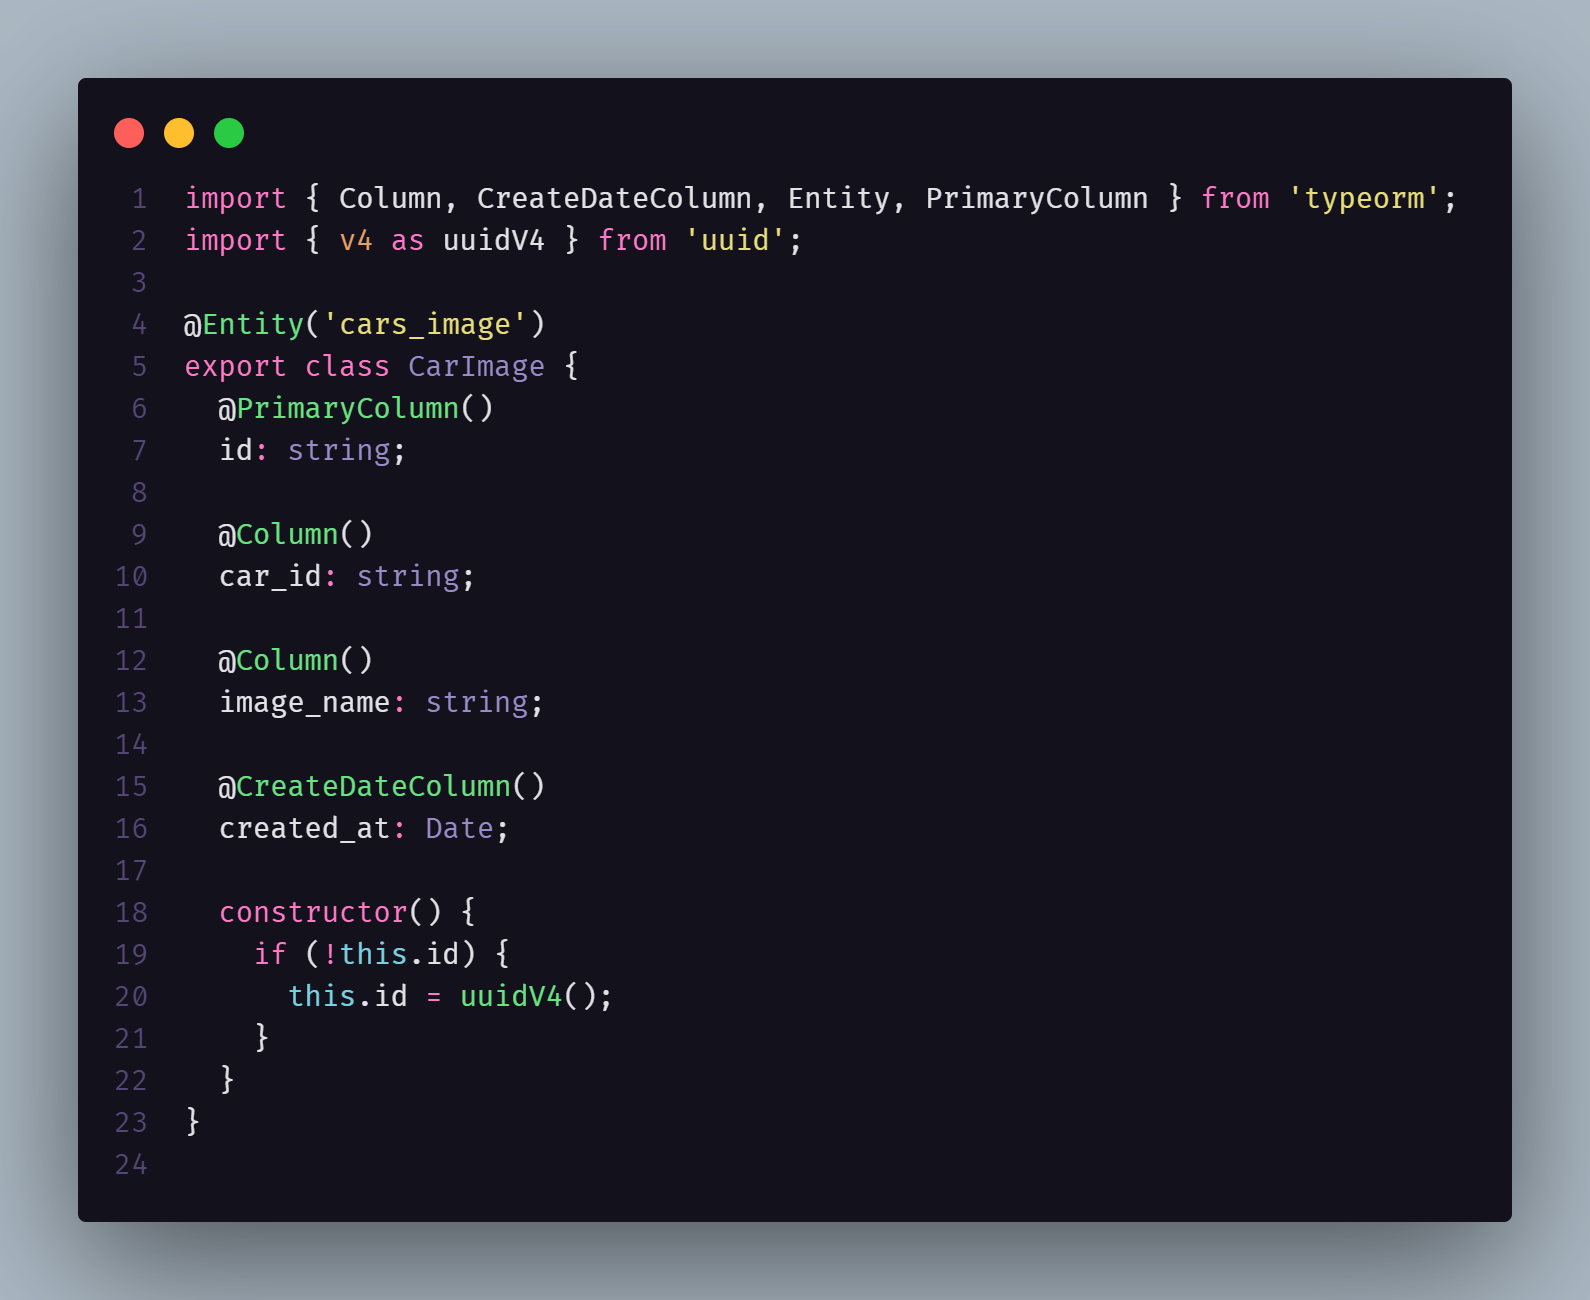 1 import { Column, CreateDateColumn, Entity, PrimaryColumn } from 'typeorm';
2 import { v4 as uuidV4 } from 'uuid';
3
4 @Entity('cars_image')
5 export class CarImage {
6   @PrimaryColumn()
7   id: string;
8
9   @Column()
10   car_id: string;
11
12   @Column()
13   image_name: string;
14
15   @CreateDateColumn()
16   created_at: Date;
17
18   constructor() {
19     if (!this.id) {
20       this.id = uuidV4();
21     }
22   }
23 }
24